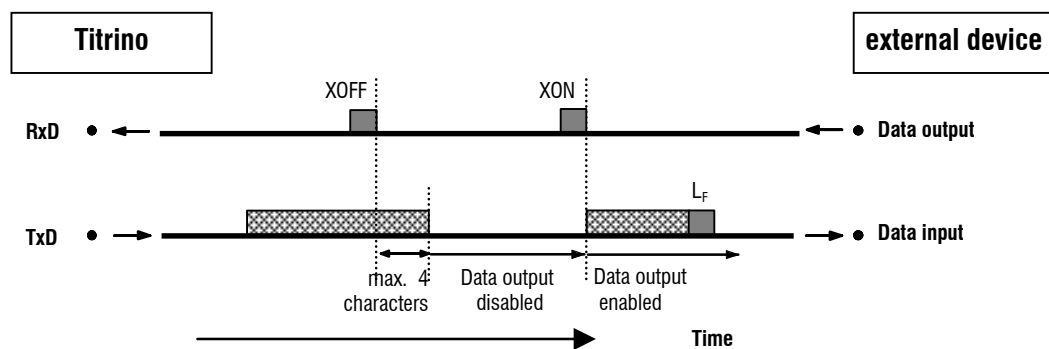 Titrino
external device
XOFF
XON
RxD
Data output
L_F
TxD
Data input
max. 4
characters
Data output
disabled
Data output
enabled
Time